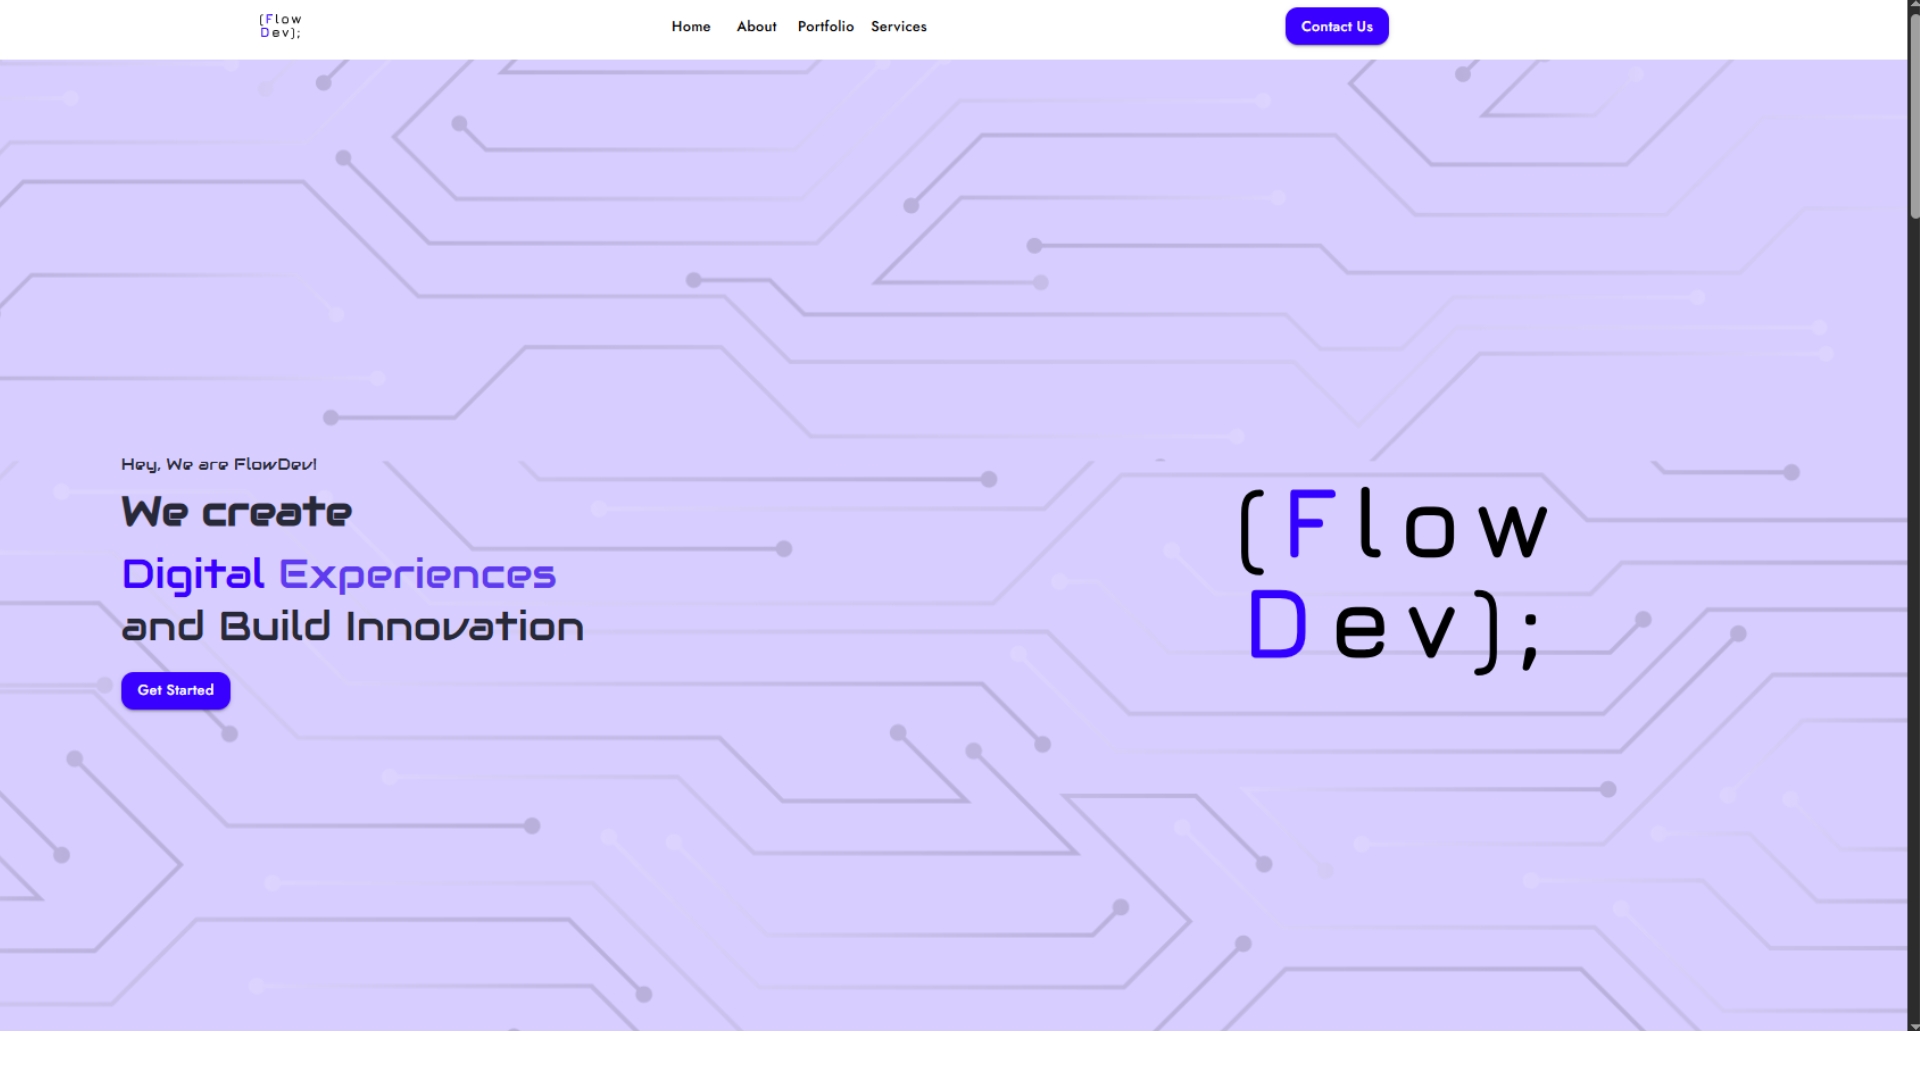 (Flow
Dev);
Home About Portfolio Services
Contact Us
Hey, We are FlowDev!
We create
Digital Experiences
and Build Innovation
Get Started
(Flow
Dev);